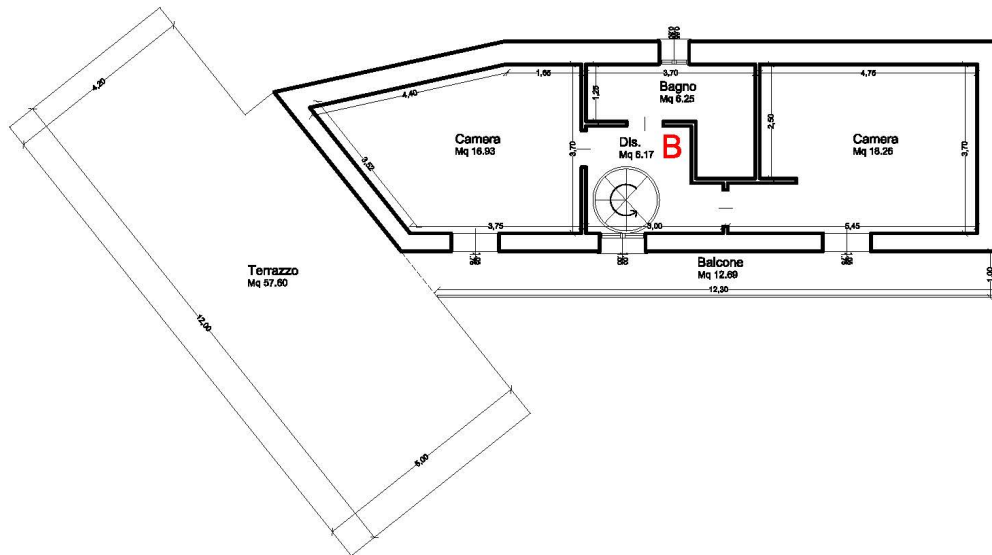 4,20
1,65
3,70
4,75
4,40
1,25
Bagno
Mq 6.25
2,50
Camera
Mq 16.93
3,70
Dis.
Mq 6.17
B
Camera
Mq 18.26
3,70
3,52
3,75
3,00
5,45
Terrazzo
Mq 57.60
Balcone
Mq 12.69
1,00
12,30
12,00
5,00